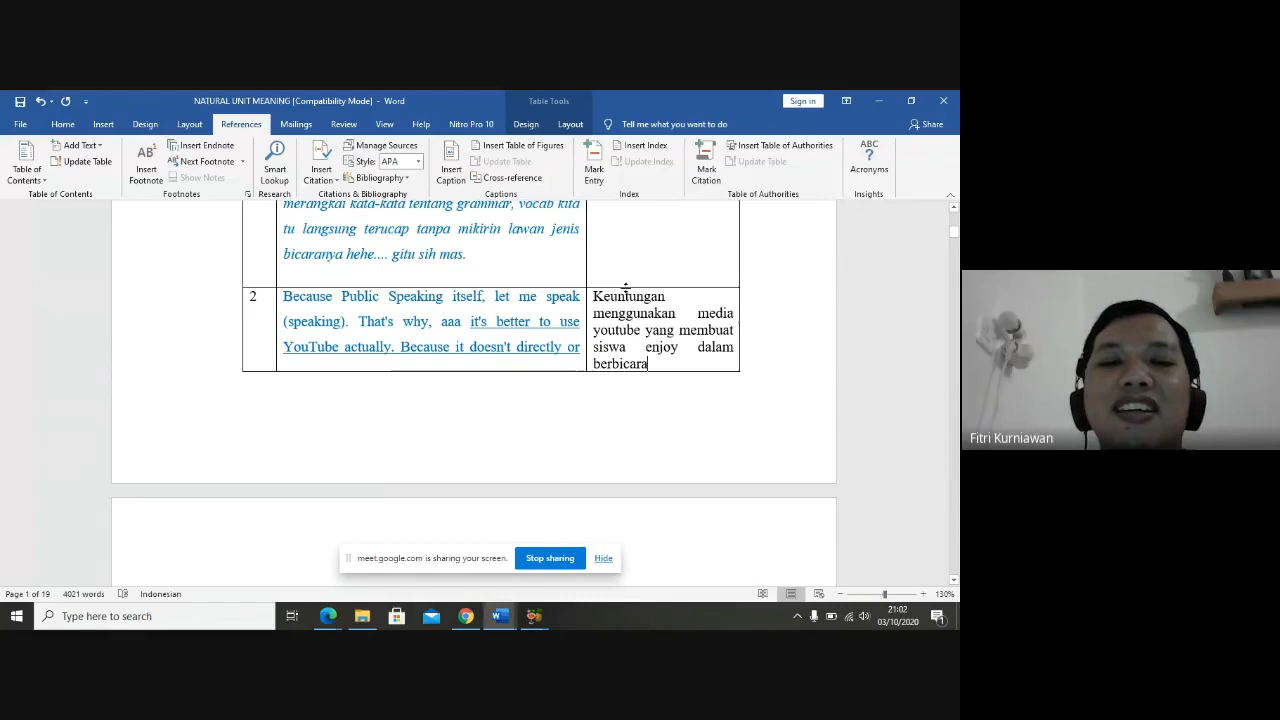 NATURAL UNIT MEANING [Compatibility Mode] - Word
Table Tools
Sign in
File Home Insert Design Layout References Mailings Review View Help Nitro Pro 10 Design Layout Tell me what you want to do Share
Table of Contents
Add Text
Update Table
Table of Contents
AB¹
Insert Footnote
Insert Endnote
Next Footnote
Show Notes
Footnotes
Smart Lookup
Research
Insert Citation
Manage Sources
Style: APA
Bibliography
Citations & Bibliography
Insert Caption
Insert Table of Figures
Update Table
Cross-reference
Captions
Mark Entry
Insert Index
Update Index
Index
Mark Citation
Insert Table of Authorities
Update Table
Table of Authorities
ABC
?
Acronyms
Insights
merangkai kata-kata tentang grammar, vocab kita
tu langsung terucap tanpa mikirin lawan jenis
bicaranya hehe.... gitu sih mas.
2
Because Public Speaking itself, let me speak
(speaking). That's why, aaa it's better to use
YouTube actually. Because it doesn't directly or
Keuntungan
menggunakan media
youtube yang membuat
siswa enjoy dalam
berbicara
meet.google.com is sharing your screen. Stop sharing Hide
Page 1 of 19 4021 words Indonesian 130%
Type here to search
21:02
03/10/2020
1
Fitri Kurniawan